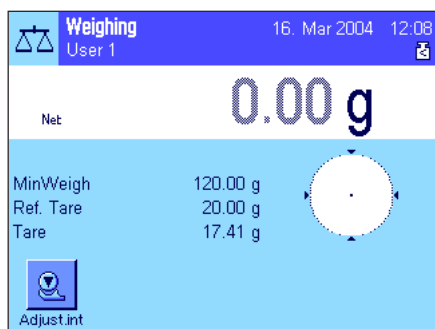 Weighing 16. Mar 2004 12:08
User 1
Net 0.00 g
MinWeigh 120.00 g
Ref. Tare 20.00 g
Tare 17.41 g
Adjust.int